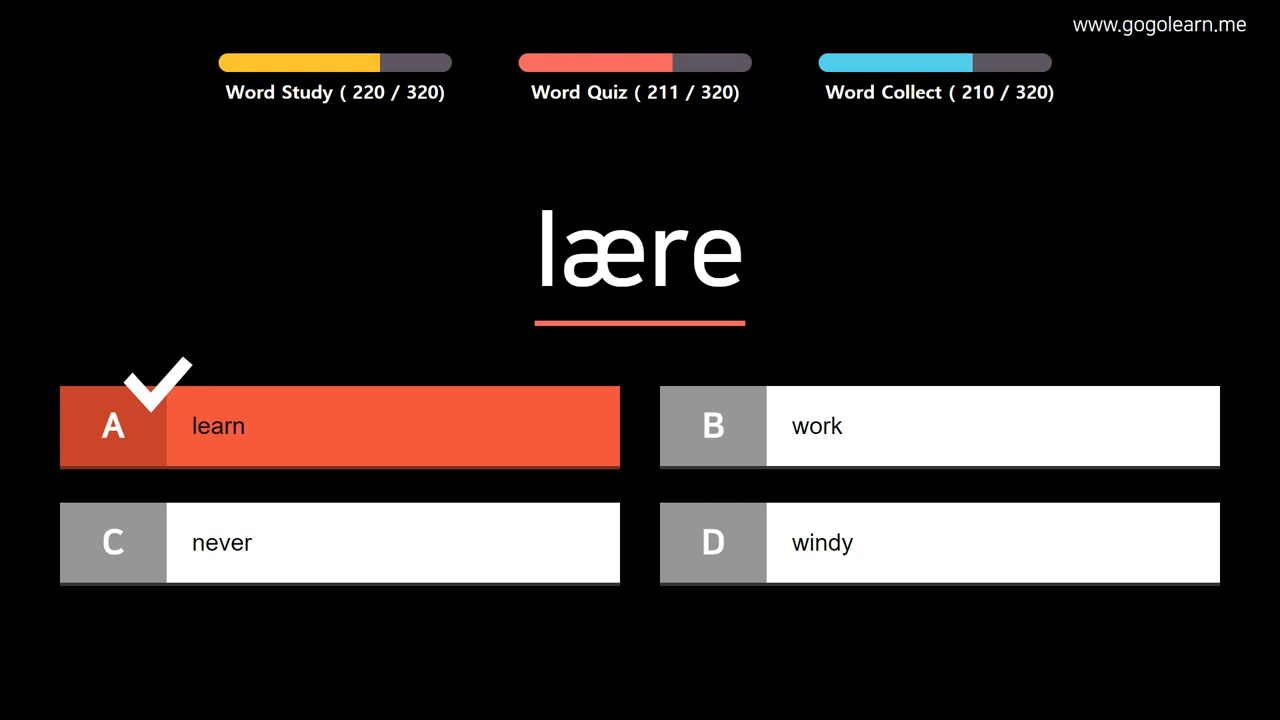 www.gogolearn.me
Word Study ( 220 / 320)
Word Quiz ( 211 / 320)
Word Collect ( 210 / 320)
lære
A learn
B work
C never
D windy